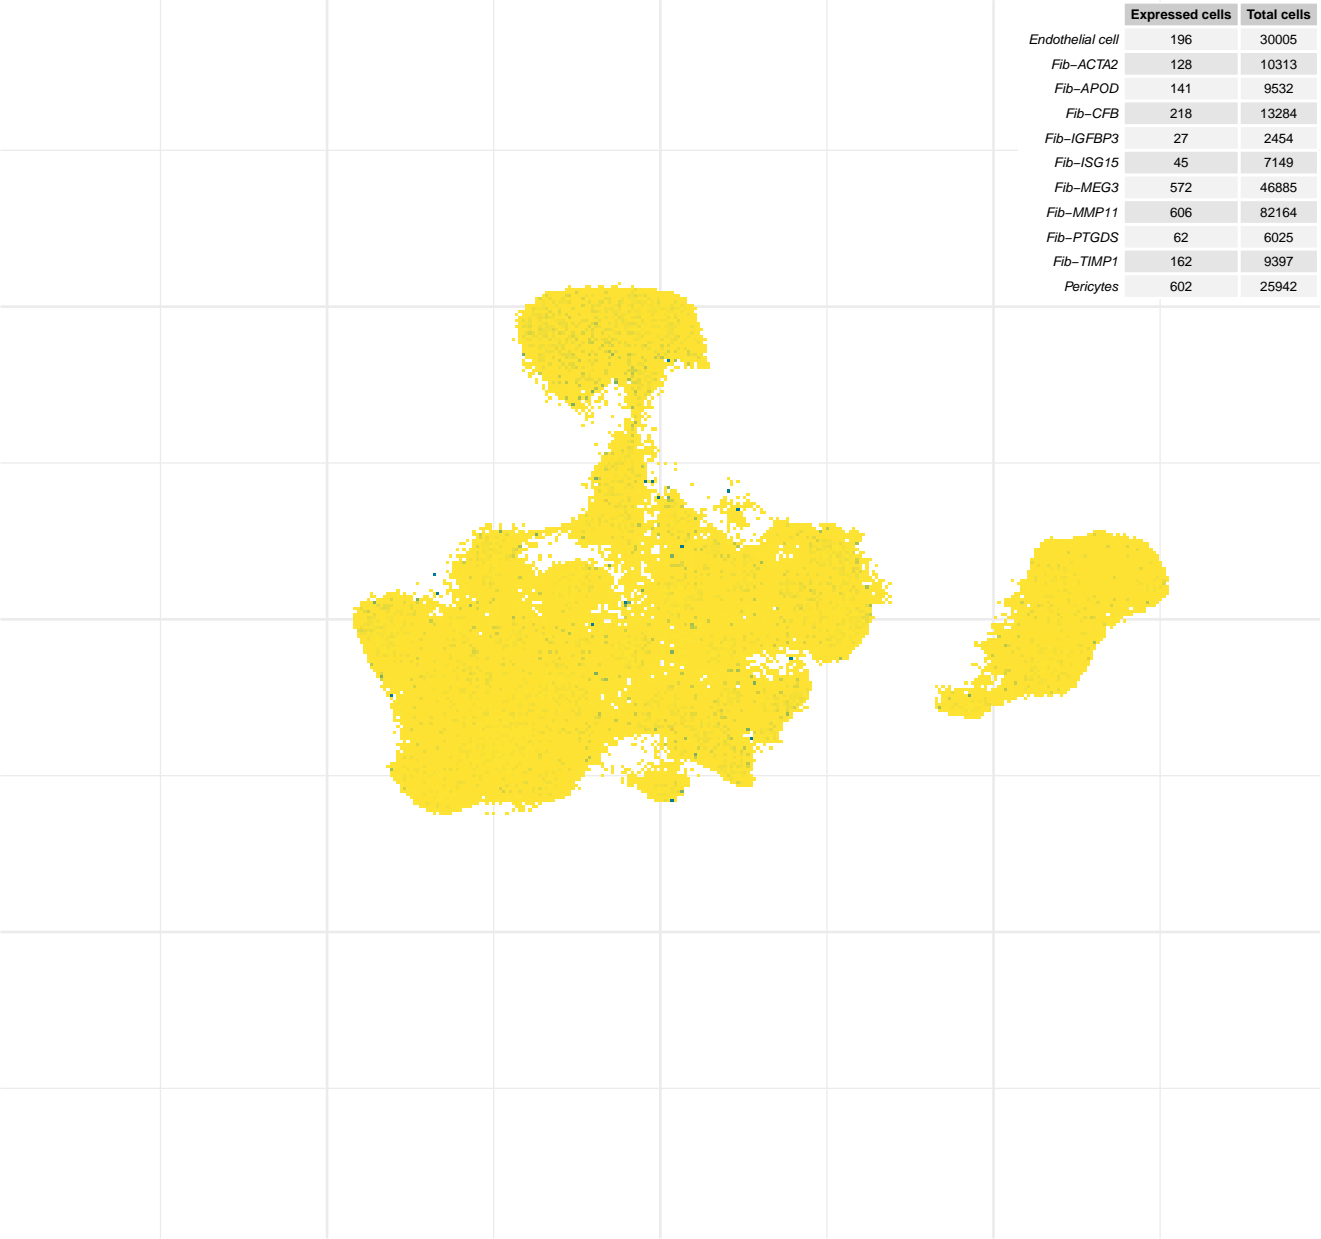 Expressed cells Total cells
Endothelial cell 196 30005
Fib−ACTA2 128 10313
Fib−APOD 141 9532
Fib−CFB 218 13284
Fib−IGFBP3 27 2454
Fib−ISG15 45 7149
Fib−MEG3 572 46885
Fib−MMP11 606 82164
Fib−PTGDS 62 6025
Fib−TIMP1 162 9397
Pericytes 602 25942